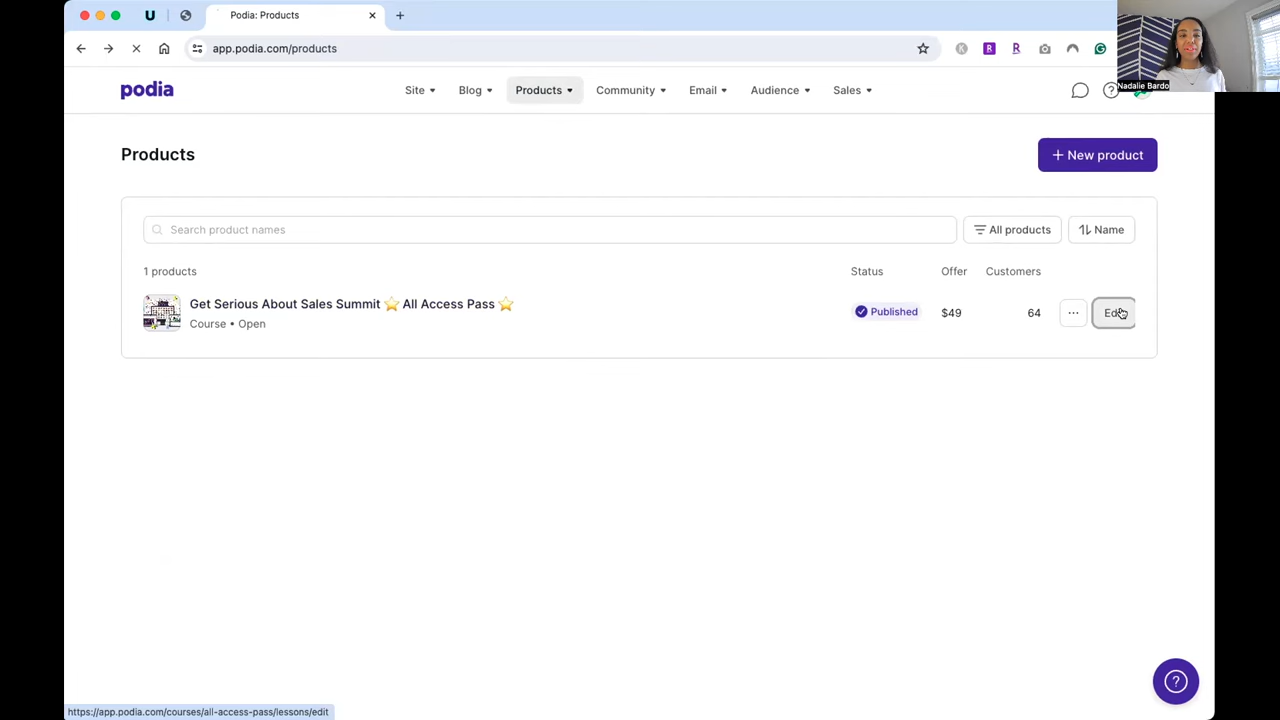 Podia: Products
app.podia.com/products
Nadalie Bardo
podia
Site Blog Products Community Email Audience Sales
Products
+ New product
Search product names
All products
Name
1 products Status Offer Customers
Get Serious About Sales Summit ⭐ All Access Pass ⭐
Course • Open
Published
$49
64
https://app.podia.com/courses/all-access-pass/lessons/edit